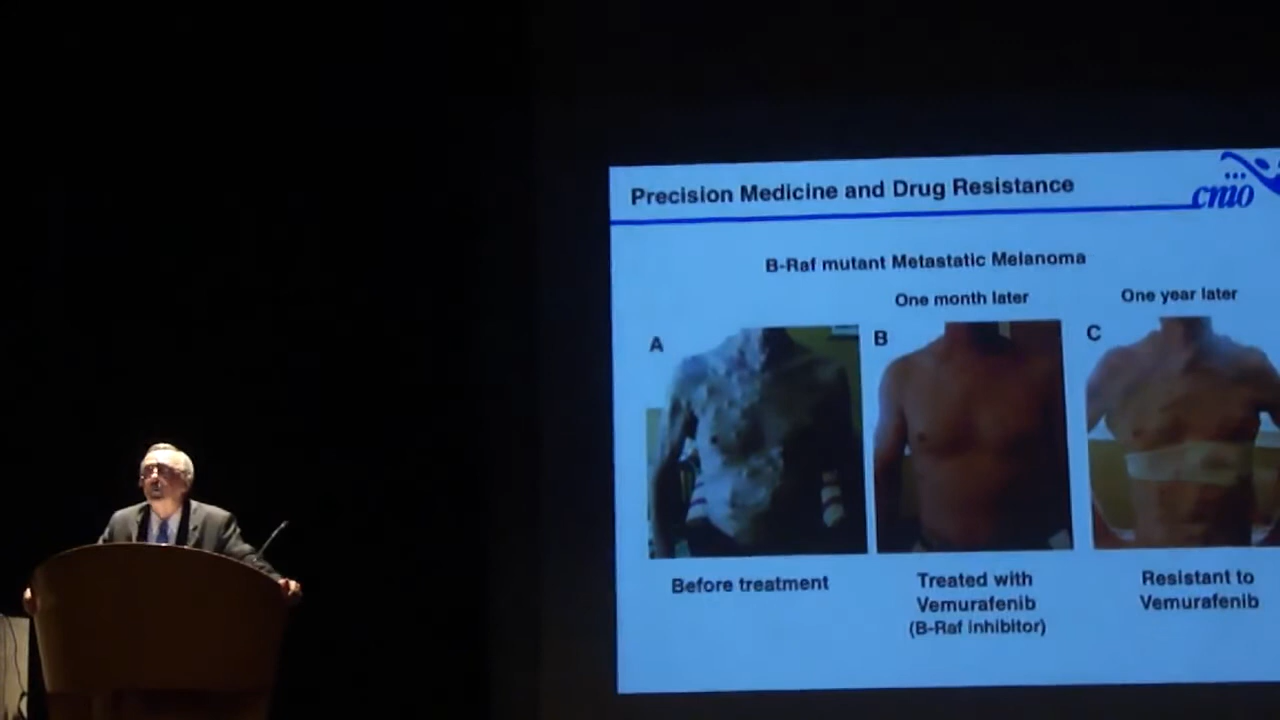 Precision Medicine and Drug Resistance
cnio
B-Raf mutant Metastatic Melanoma
One month later
One year later
A
B
C
Before treatment
Treated with
Vemurafenib
(B-Raf inhibitor)
Resistant to
Vemurafenib